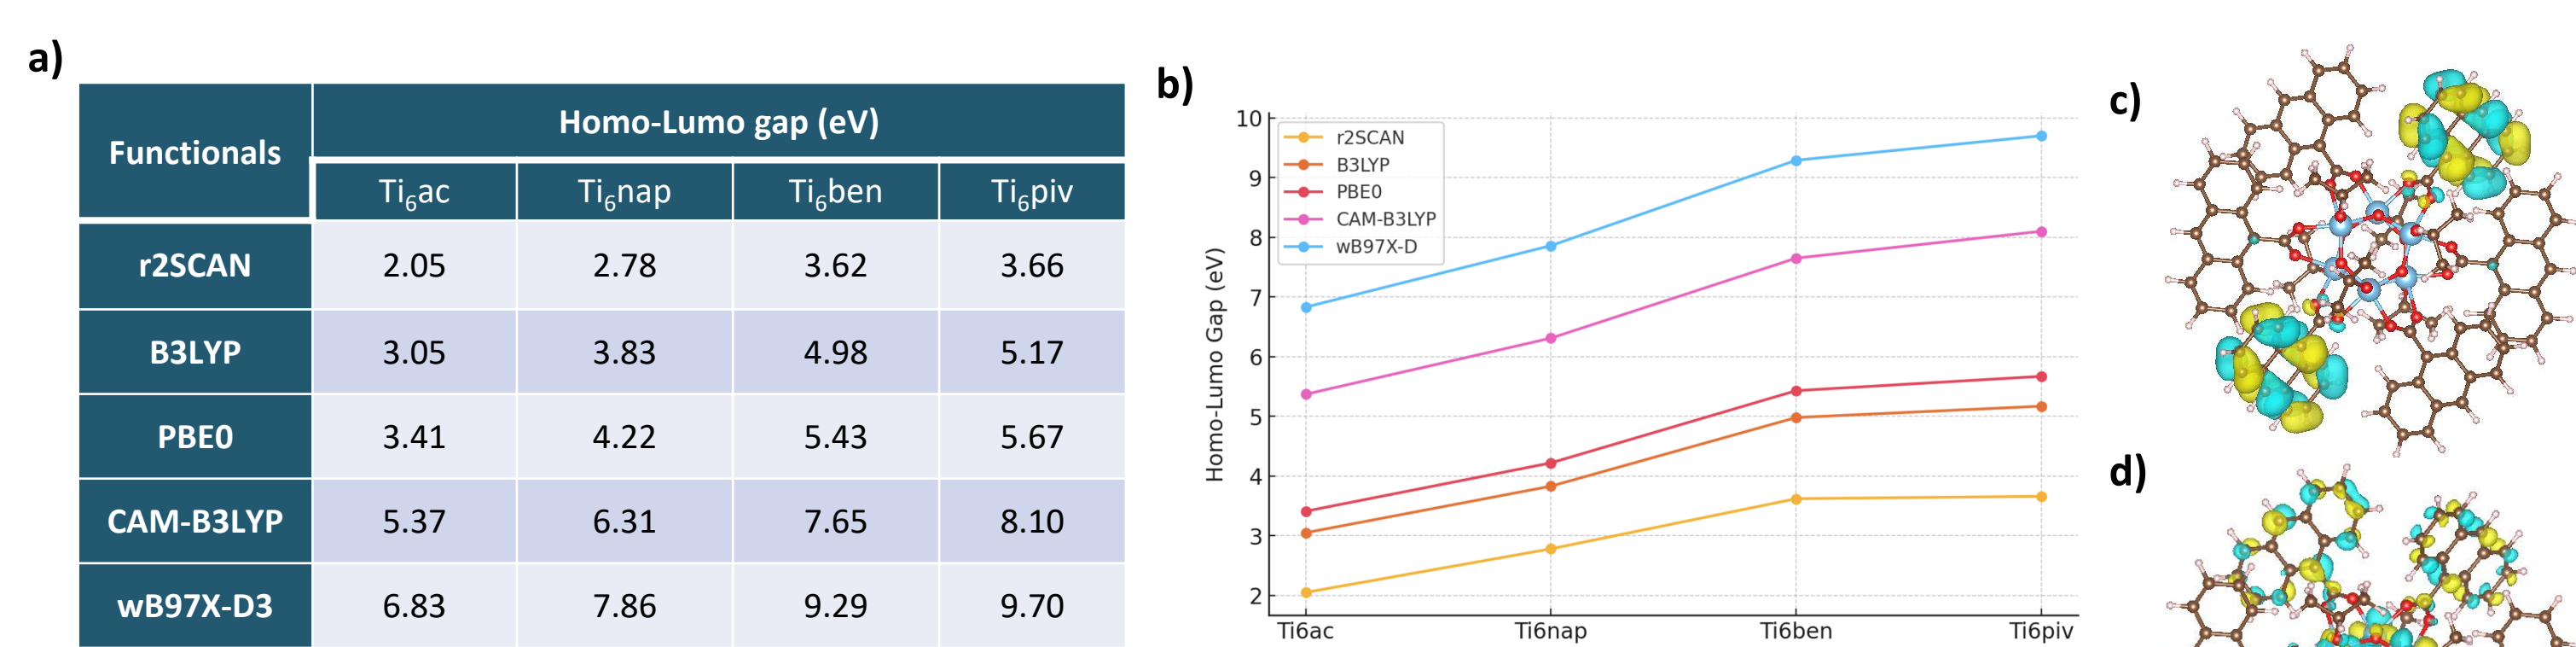 a)
Functionals
Homo-Lumo gap (eV)
Ti₆ac Ti₆nap Ti₆ben Ti₆piv
r2SCAN 2.05 2.78 3.62 3.66
B3LYP 3.05 3.83 4.98 5.17
PBE0 3.41 4.22 5.43 5.67
CAM-B3LYP 5.37 6.31 7.65 8.10
wB97X-D3 6.83 7.86 9.29 9.70
b)
Homo-Lumo Gap (eV)
10
9
8
7
6
5
4
3
2
r2SCAN
B3LYP
PBE0
CAM-B3LYP
wB97X-D
Ti6ac Ti6nap Ti6ben Ti6piv
c)
d)